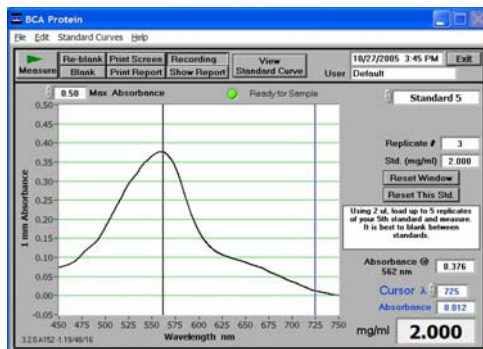 BCA Protein
File Edit Standard Curves Help
Measure
Re-blank Print Screen Recording
Blank Print Report Show Report
View
Standard Curve
10/27/2005 3:45 PM Exit
User Default
0.50 Max Absorbance
Ready for Sample
Standard 5
0.50-
0.45-
0.40-
0.35-
0.30-
0.25-
0.20-
0.15-
0.10-
0.05-
0.00-
-0.05-
1 mm Absorbance
450 475 500 525 550 575 600 625 650 675 700 725 750
Wavelength nm
Replicate # 3
Std. (mg/ml) 2.000
Reset Window
Reset This Std.
Using 2 ul, load up to 5 replicates
of your 5th standard and measure.
It is best to blank between
standards.
Absorbance @
562 nm
0.376
Cursor λ 725
Absorbance 0.012
mg/ml 2.000